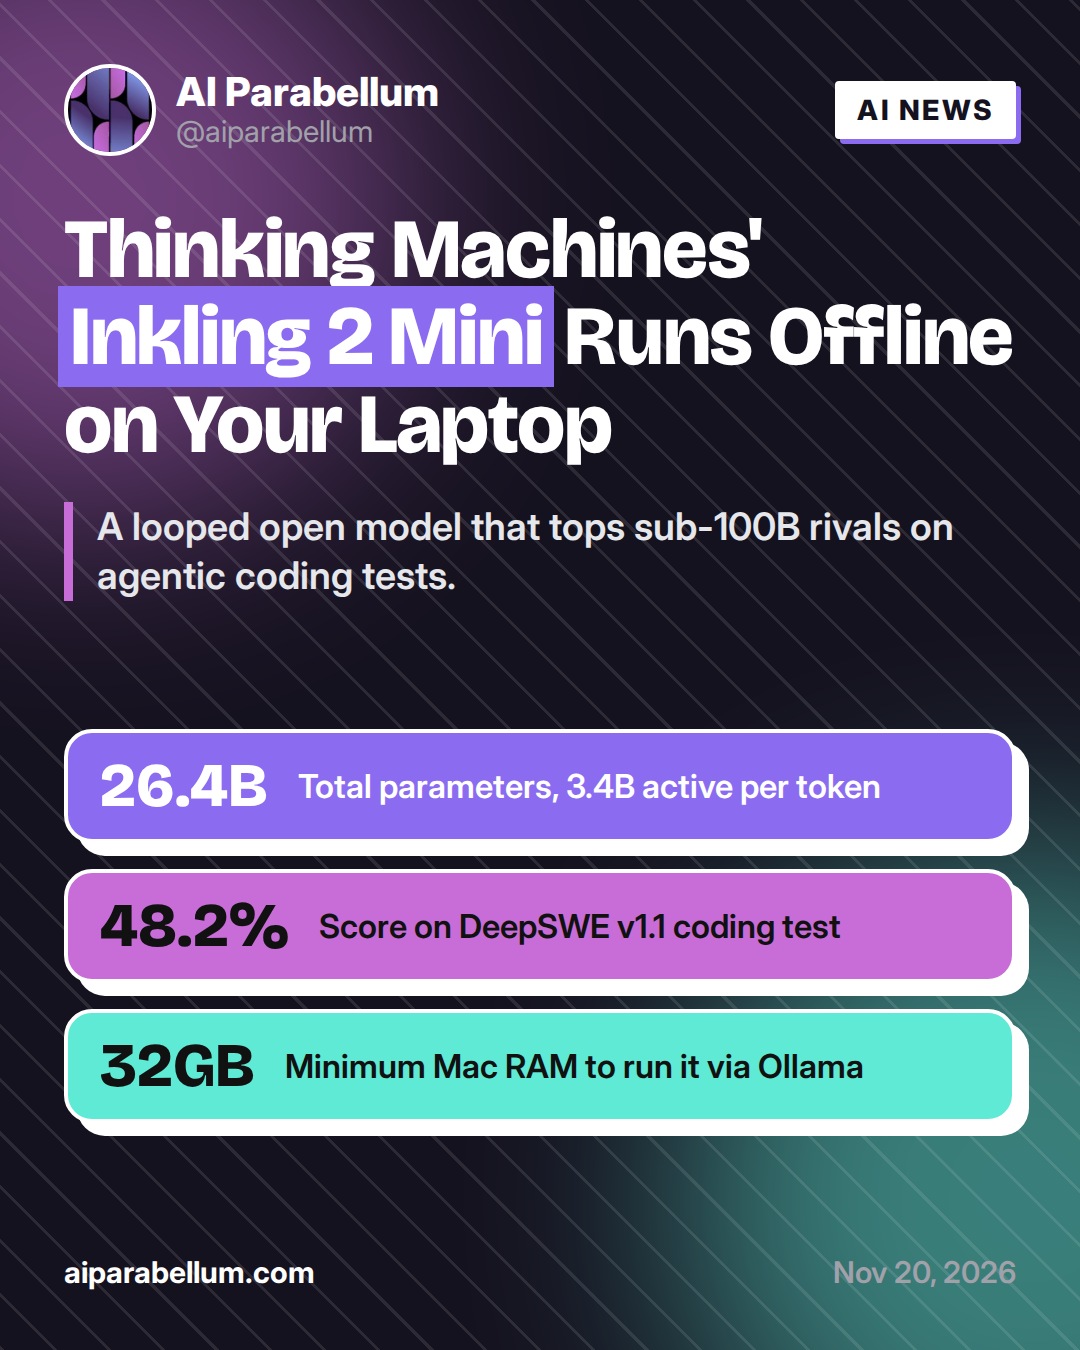 AI Parabellum
@aiparabellum
AI NEWS
Thinking Machines'
Inkling 2 Mini Runs Offline
on Your Laptop
A looped open model that tops sub-100B rivals on
agentic coding tests.
26.4B Total parameters, 3.4B active per token
48.2% Score on DeepSWE v1.1 coding test
32GB Minimum Mac RAM to run it via Ollama
aiparabellum.com
Nov 20, 2026